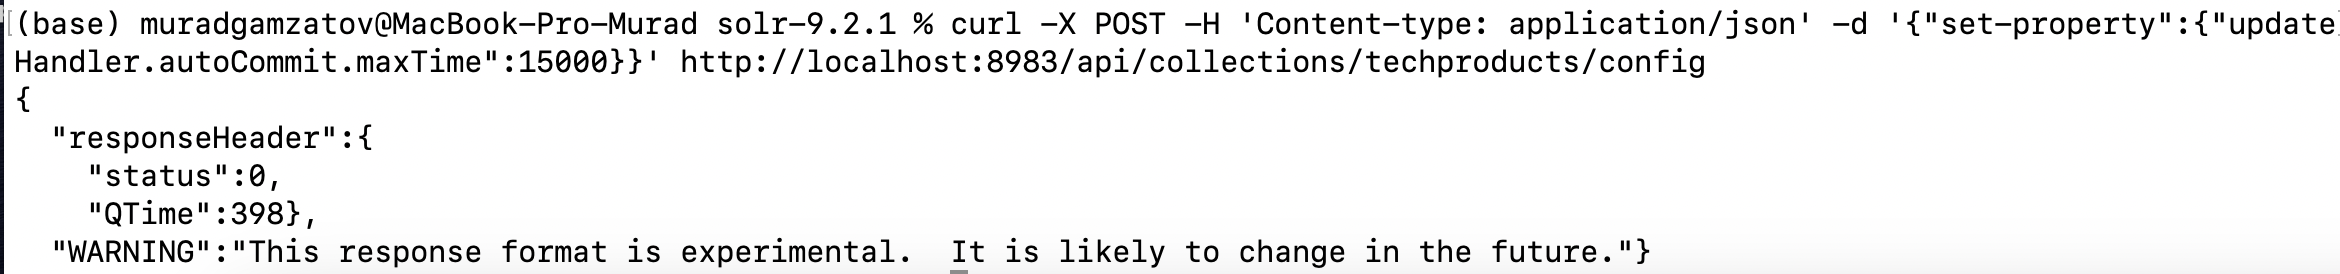 (base) muradgamzatov@MacBook-Pro-Murad solr-9.2.1 % curl -X POST -H 'Content-type: application/json' -d '{"set-property":{"update
Handler.autoCommit.maxTime":15000}}' http://localhost:8983/api/collections/techproducts/config
{
  "responseHeader":{
    "status":0,
    "QTime":398},
  "WARNING":"This response format is experimental.  It is likely to change in the future."}